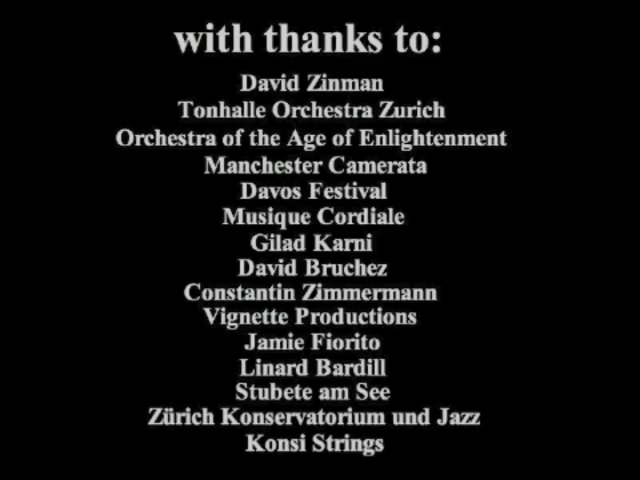 with thanks to:
David Zinman
Tonhalle Orchestra Zurich
Orchestra of the Age of Enlightenment
Manchester Camerata
Davos Festival
Musique Cordiale
Gilad Karni
David Bruchez
Constantin Zimmermann
Vignette Productions
Jamie Fiorito
Linard Bardill
Stubete am See
Zürich Konservatorium und Jazz
Konsi Strings